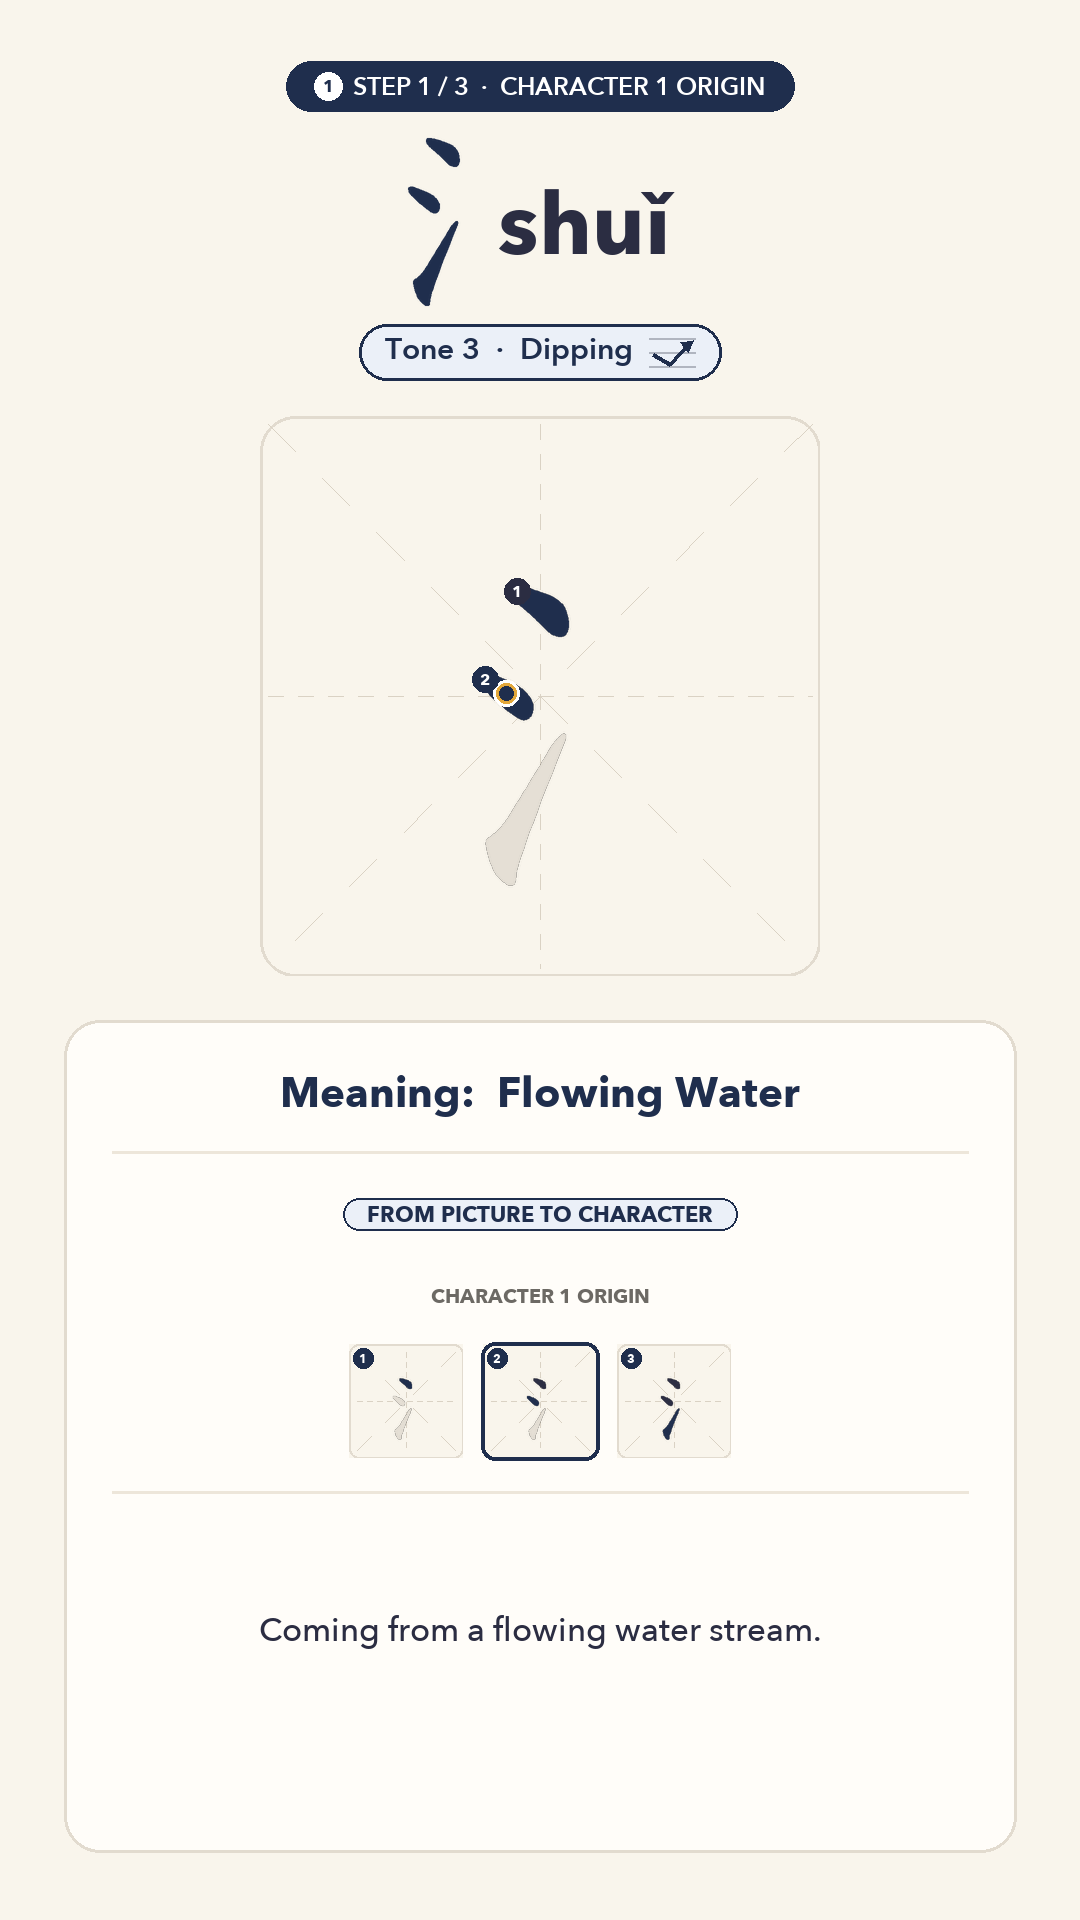 1 STEP 1 / 3 · CHARACTER 1 ORIGIN
氵 shuǐ
Tone 3 · Dipping
1
2
Meaning: Flowing Water
FROM PICTURE TO CHARACTER
CHARACTER 1 ORIGIN
1 2 3
Coming from a flowing water stream.